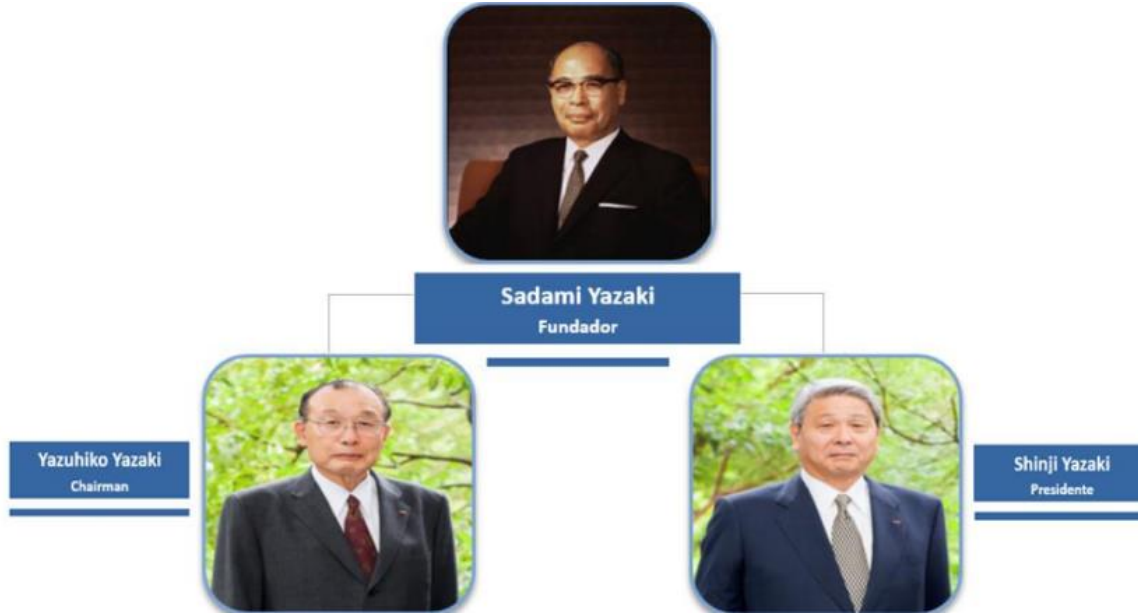 Sadami Yazaki
Fundador
Yazuhiko Yazaki
Chairman
Shinji Yazaki
Presidente